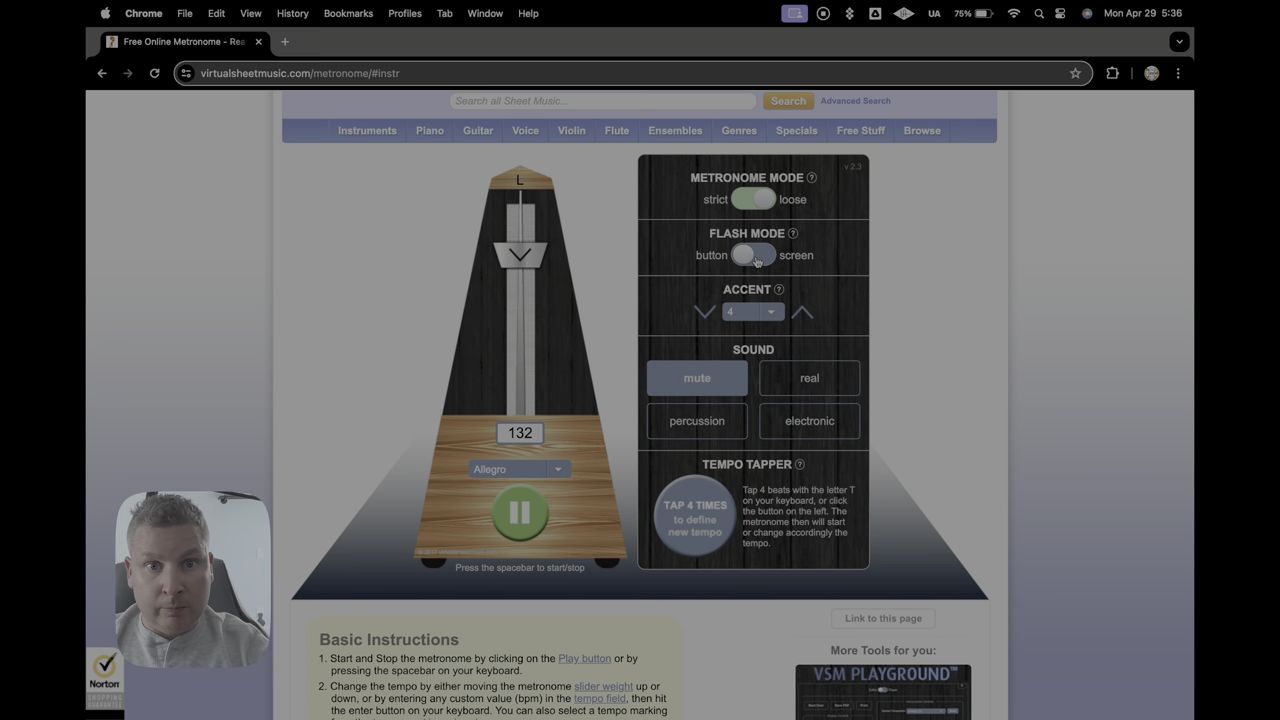 Chrome File Edit View History Bookmarks Profiles Tab Window Help
UA 75% Mon Apr 29 5:36
Free Online Metronome - Rea
virtualsheetmusic.com/metronome/#instr
Search all Sheet Music... Search Advanced Search
Instruments Piano Guitar Voice Violin Flute Ensembles Genres Specials Free Stuff Browse
L
132
Allegro
Press the spacebar to start/stop
v 2.3
METRONOME MODE ?
strict loose
FLASH MODE ?
button screen
ACCENT ?
4
SOUND
mute real
percussion electronic
TEMPO TAPPER ?
TAP 4 TIMES
to define
new tempo
Tap 4 beats with the letter T
on your keyboard, or click
the button on the left. The
metronome then will start
or change accordingly the
tempo.
Basic Instructions
1. Start and Stop the metronome by clicking on the Play button or by
pressing the spacebar on your keyboard.
2. Change the tempo by either moving the metronome slider weight up or
down, or by entering any custom value (bpm) in the tempo field, then hit
the enter button on your keyboard. You can also select a tempo marking
Link to this page
More Tools for you:
VSM PLAYGROUND™
Norton
SHOPPING
GUARANTEE